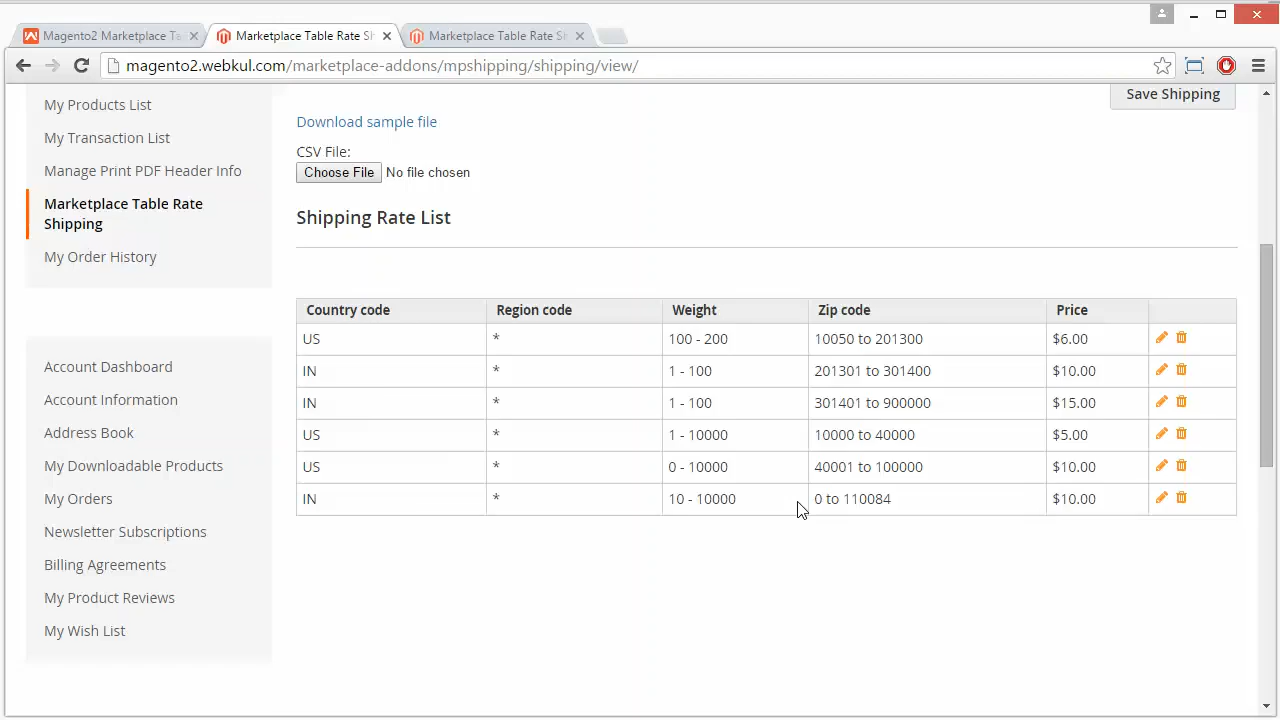 Magento2 Marketplace Ta
Marketplace Table Rate Sh
Marketplace Table Rate Sh
magento2.webkul.com/marketplace-addons/mpshipping/shipping/view/
My Products List
My Transaction List
Manage Print PDF Header Info
Marketplace Table Rate
Shipping
My Order History
Account Dashboard
Account Information
Address Book
My Downloadable Products
My Orders
Newsletter Subscriptions
Billing Agreements
My Product Reviews
My Wish List
Save Shipping
Download sample file
CSV File:
Choose File No file chosen
Shipping Rate List
Country code Region code Weight Zip code Price
US * 100 - 200 10050 to 201300 $6.00
IN * 1 - 100 201301 to 301400 $10.00
IN * 1 - 100 301401 to 900000 $15.00
US * 1 - 10000 10000 to 40000 $5.00
US * 0 - 10000 40001 to 100000 $10.00
IN * 10 - 10000 0 to 110084 $10.00